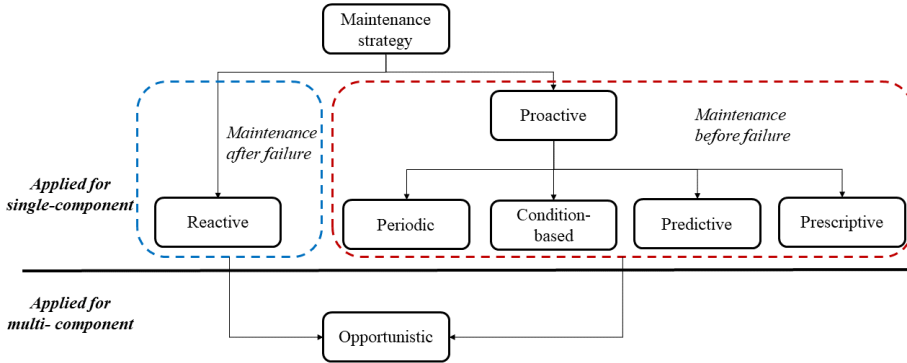 Maintenance
strategy
Proactive
Maintenance
after failure
Maintenance
before failure
Applied for
single-component
Reactive
Periodic
Condition-
based
Predictive
Prescriptive
Applied for
multi- component
Opportunistic